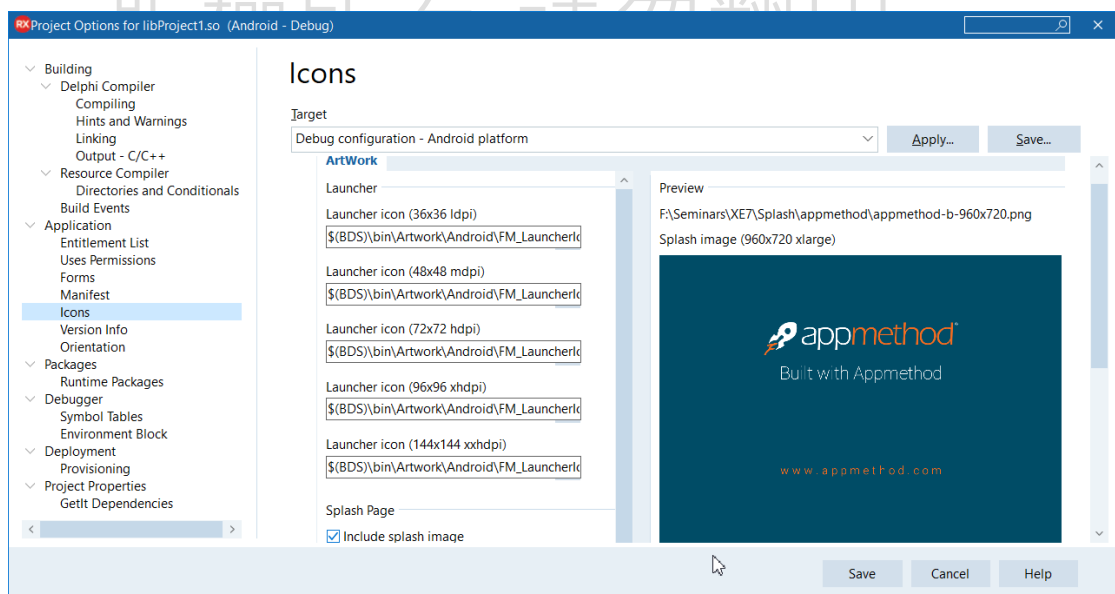 RX Project Options for libProject1.so (Android - Debug)
Building
Delphi Compiler
Compiling
Hints and Warnings
Linking
Output - C/C++
Resource Compiler
Directories and Conditionals
Build Events
Application
Entitlement List
Uses Permissions
Forms
Manifest
Icons
Version Info
Orientation
Packages
Runtime Packages
Debugger
Symbol Tables
Environment Block
Deployment
Provisioning
Project Properties
GetIt Dependencies
Icons
Target
Debug configuration - Android platform
Apply...
Save...
ArtWork
Launcher
Launcher icon (36x36 ldpi)
$(BDS)\bin\Artwork\Android\FM_LauncherIc
Launcher icon (48x48 mdpi)
$(BDS)\bin\Artwork\Android\FM_LauncherIc
Launcher icon (72x72 hdpi)
$(BDS)\bin\Artwork\Android\FM_LauncherIc
Launcher icon (96x96 xhdpi)
$(BDS)\bin\Artwork\Android\FM_LauncherIc
Launcher icon (144x144 xxhdpi)
$(BDS)\bin\Artwork\Android\FM_LauncherIc
Splash Page
Include splash image
Preview
F:\Seminars\XE7\Splash\appmethod\appmethod-b-960x720.png
Splash image (960x720 xlarge)
appmethod
Built with Appmethod
www.appmethod.com
Save
Cancel
Help